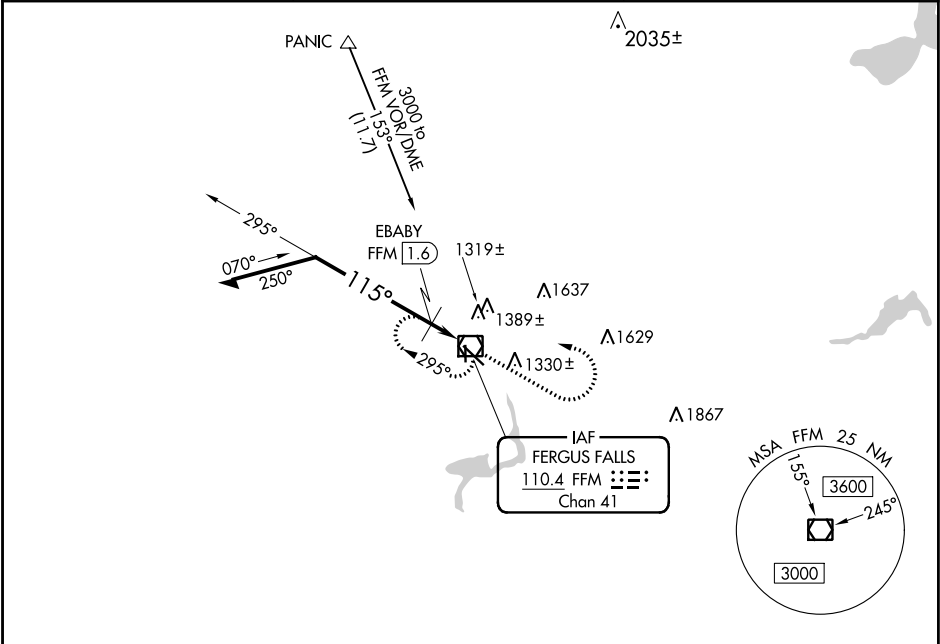 2035±
PANIC
3000 to
FFM VOR/DME
153°
(11.7)
295°
EBABY
FFM 1.6
1319±
070°
250°
115°
1637
1389±
1629
295°
1330±
1867
IAF
FERGUS FALLS
110.4 FFM
Chan 41
MSA FFM 25 NM
155°
3600
245°
3000